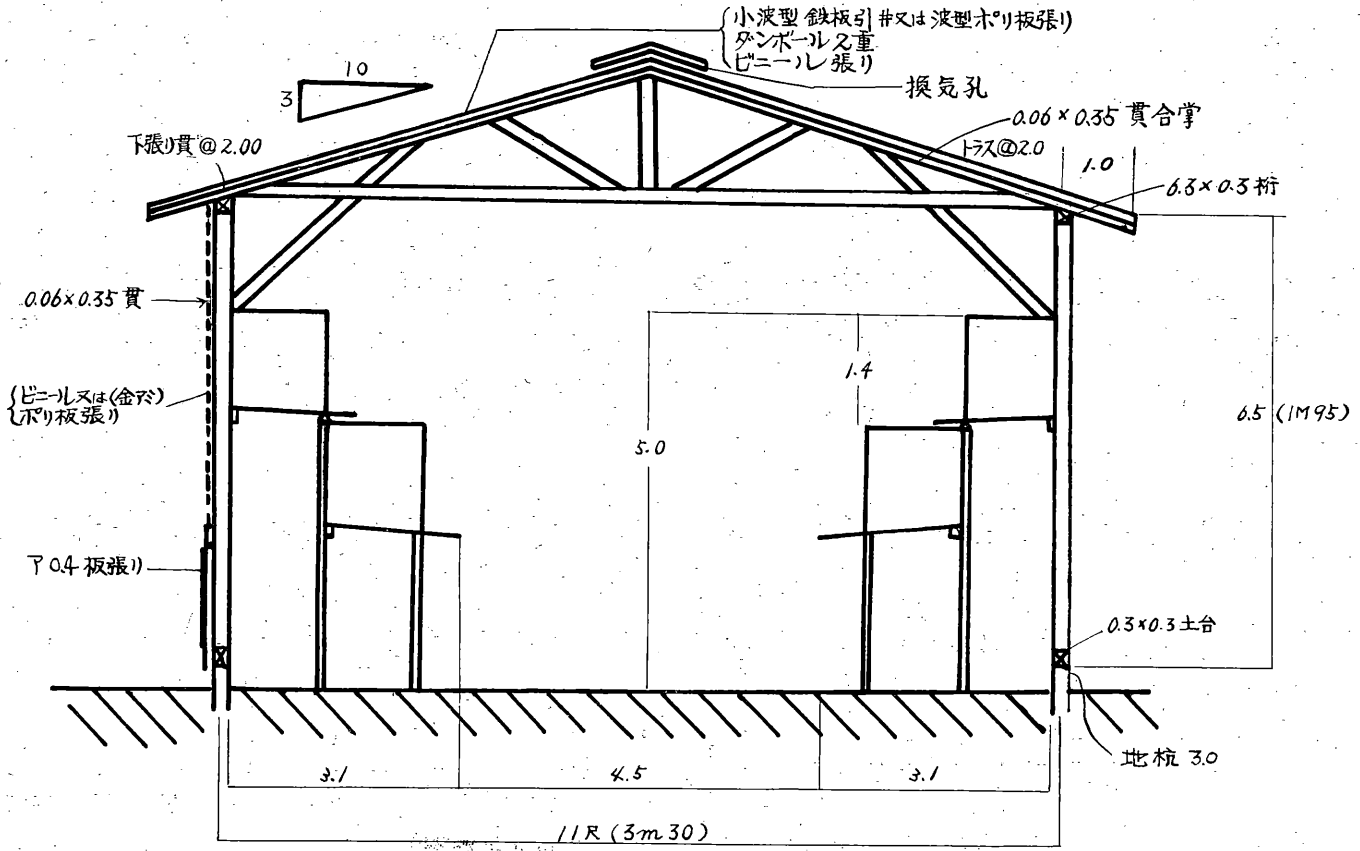 小波型鉄板引#又は波型ポリ板張り
ダンボール2重
ビニール張り
換気孔
10
3
0.06×0.35貫合掌
トラス@2.0
1.0
下張り貫@2.00
6.3×0.3桁
0.06×0.35貫
1.4
ビニール又は(金アミ)
ポリ板張り
5.0
6.5 (1M95)
ア0.4板張り
0.3×0.3土台
地杭 3.0
3.1
4.5
3.1
11尺(3m30)